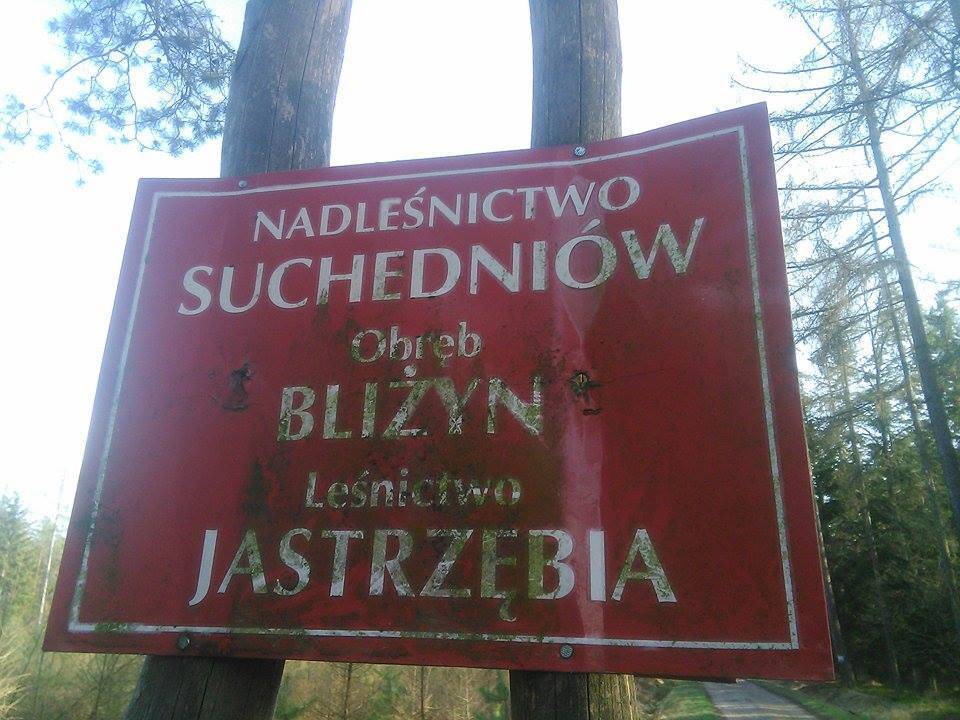 NADLEŚNICTWO
SUCHEDNIÓW
Obręb
BLIŻYN
Leśnictwo
JASTRZĘBIA